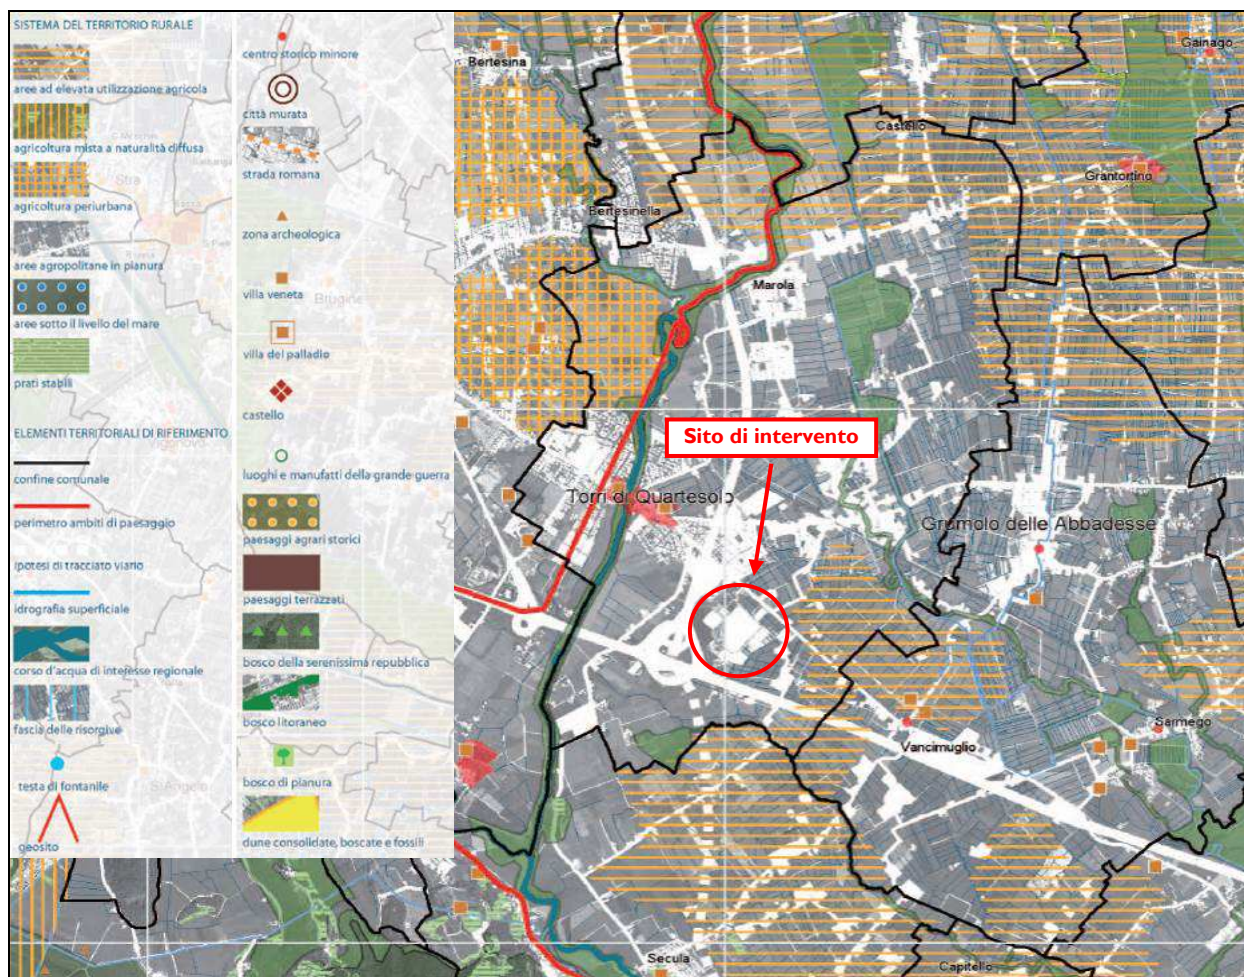 SISTEMA DEL TERRITORIO RURALE
aree ad elevata utilizzazione agricola
agricoltura mista a naturalità diffusa
agricoltura periurbana
aree agropolitane in pianura
aree sotto il livello del mare
prati stabili
ELEMENTI TERRITORIALI DI RIFERIMENTO
confine comunale
perimetro ambiti di paesaggio
ipotesi di tracciato viario
idrografia superficiale
corso d'acqua di interesse regionale
fascia delle risorgive
testa di fontanile
geosito
centro storico minore
città murata
strada romana
zona archeologica
villa veneta
villa del palladio
castello
luoghi e manufatti della grande guerra
paesaggi agrari storici
paesaggi terrazzati
bosco della serenissima repubblica
bosco litoraneo
bosco di pianura
dune consolidate, boscate e fossili
Stra
Brugine
S.Angelo
Bertesina
Gainago
Castello
Grantortino
Bertesinella
Marola
Sito di intervento
Torri di Quartesolo
Grumolo delle Abbadesse
Sarmego
Vancimuglio
Secula
Capitello